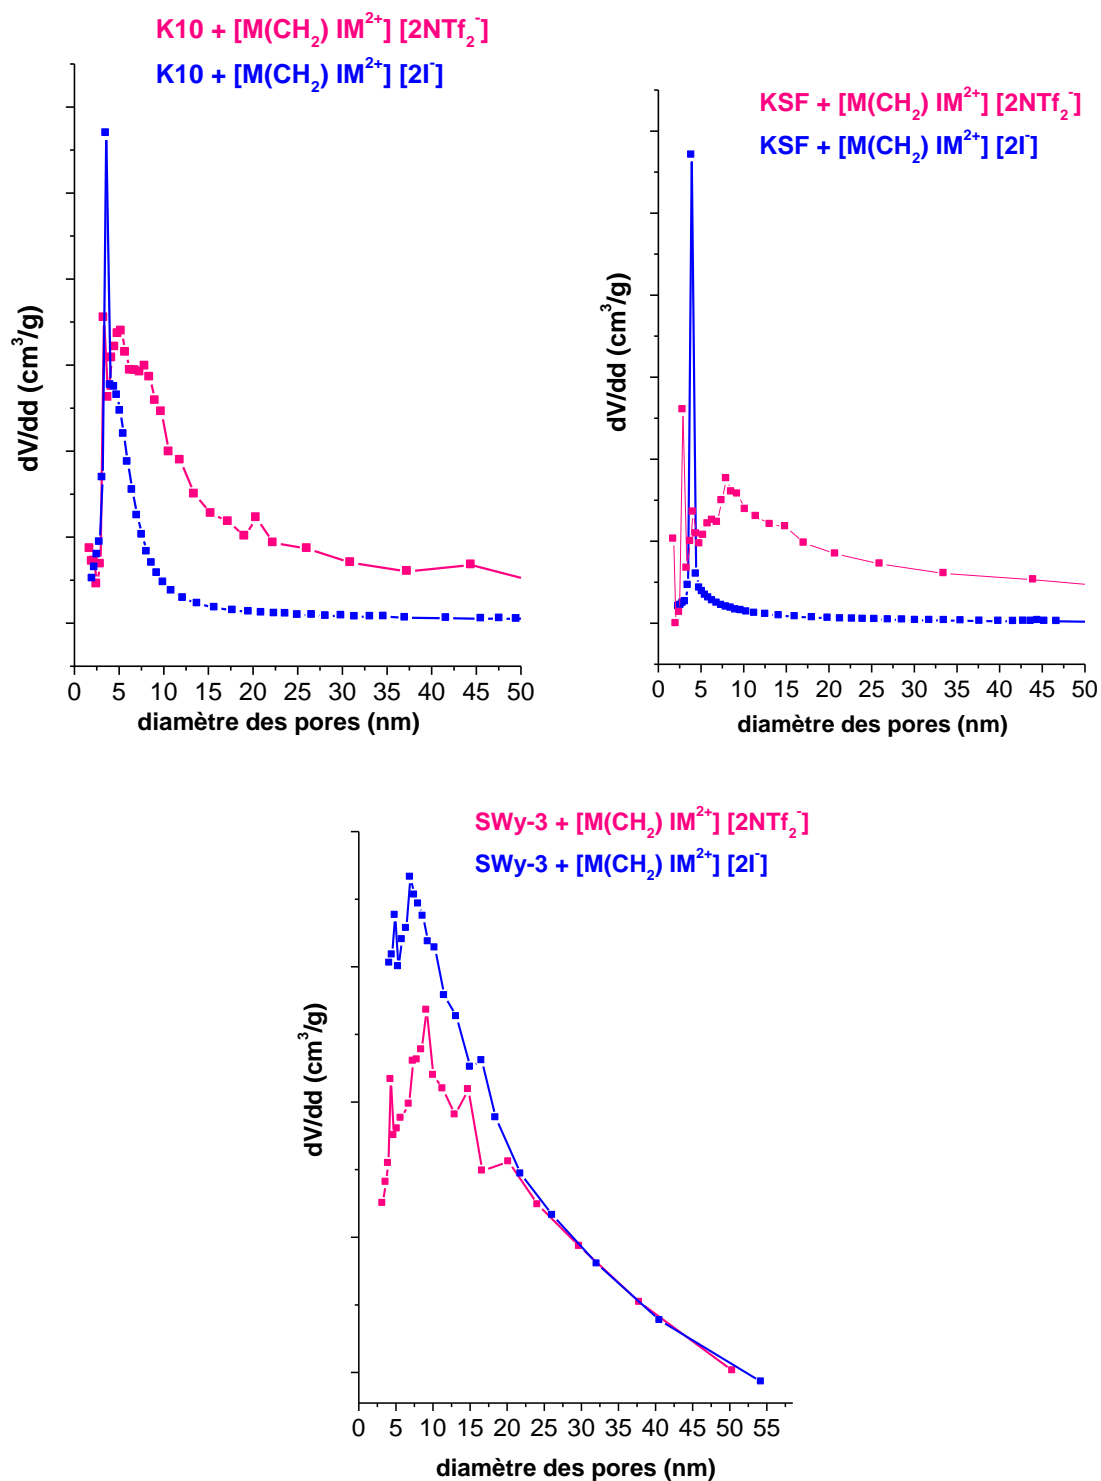 K10 + [M(CH₂) IM²⁺] [2NTf₂⁻]
K10 + [M(CH₂) IM²⁺] [2I⁻]
dV/dd (cm³/g)
0 5 10 15 20 25 30 35 40 45 50
diamètre des pores (nm)
KSF + [M(CH₂) IM²⁺] [2NTf₂⁻]
KSF + [M(CH₂) IM²⁺] [2I⁻]
dV/dd (cm³/g)
0 5 10 15 20 25 30 35 40 45 50
diamètre des pores (nm)
SWy-3 + [M(CH₂) IM²⁺] [2NTf₂⁻]
SWy-3 + [M(CH₂) IM²⁺] [2I⁻]
dV/dd (cm³/g)
0 5 10 15 20 25 30 35 40 45 50 55
diamètre des pores (nm)